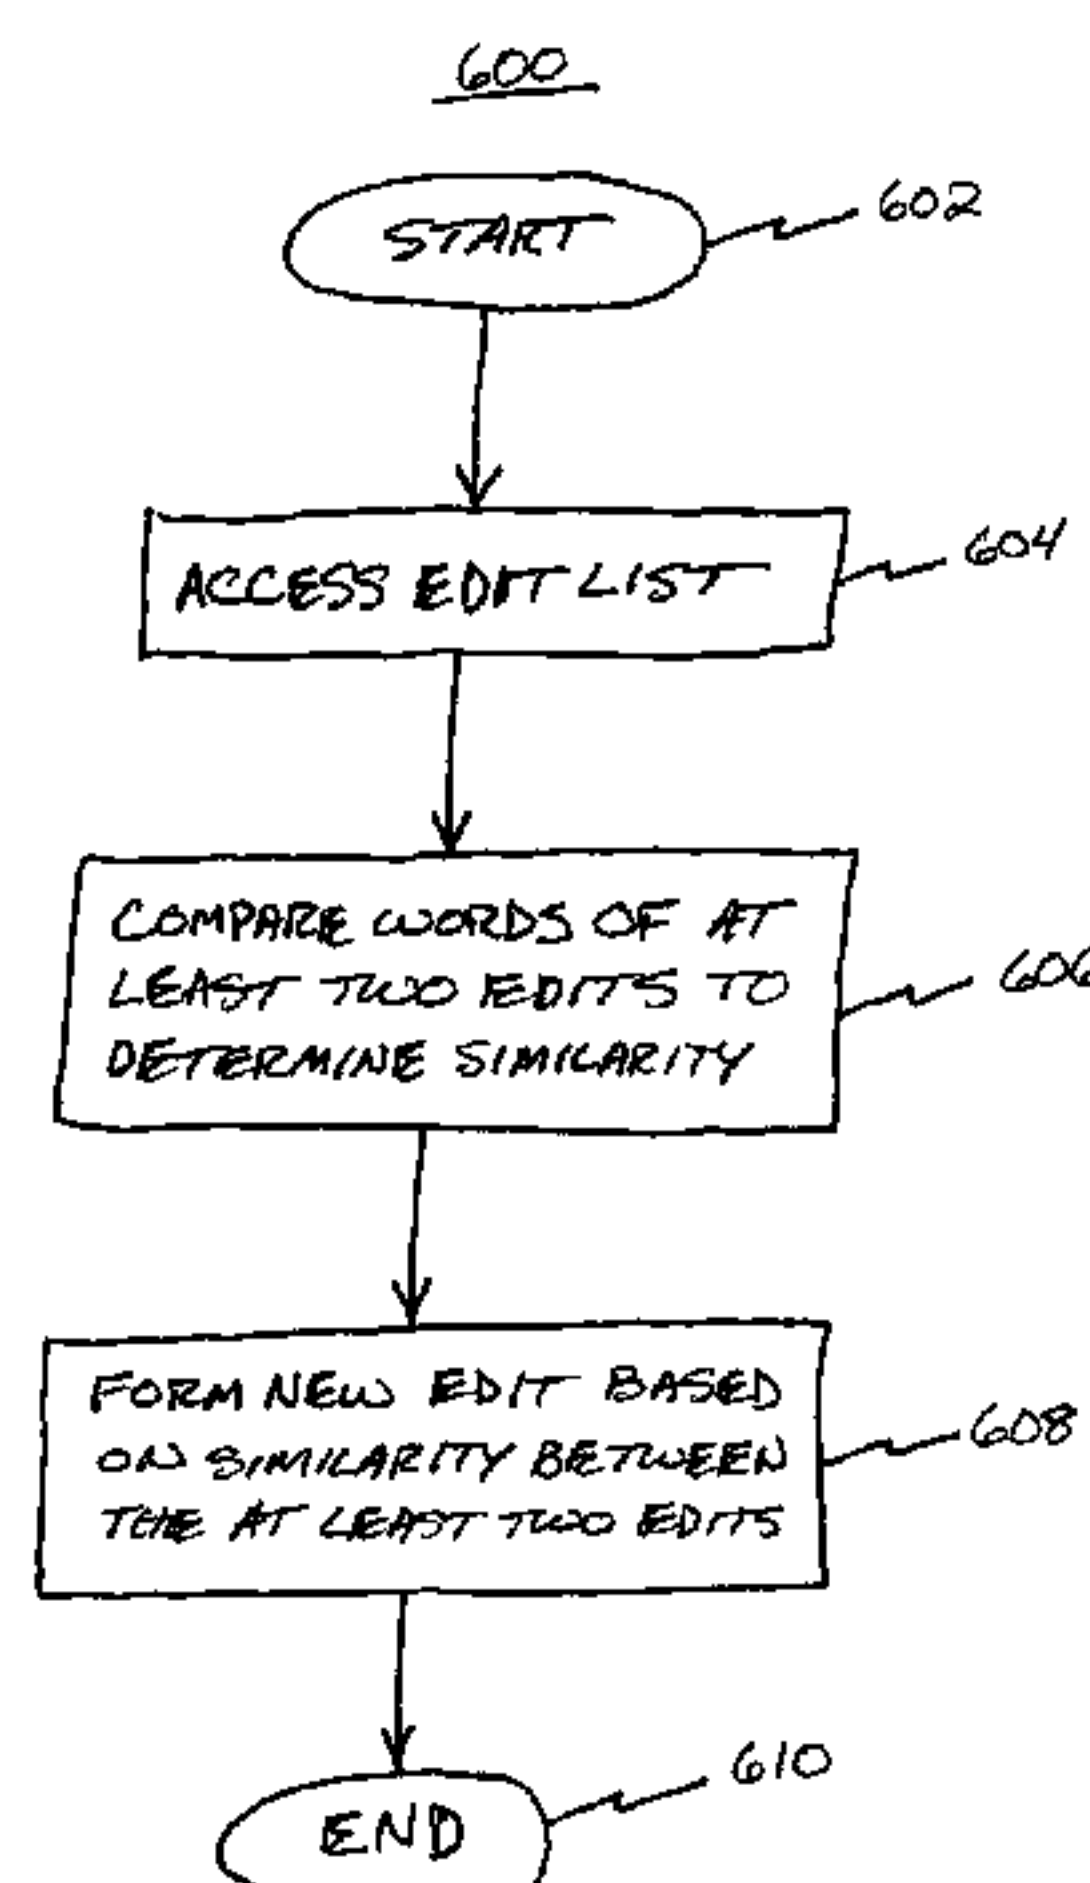 600
START
602
ACCESS EDIT LIST
604
COMPARE WORDS OF AT
LEAST TWO EDITS TO
DETERMINE SIMILARITY
606
FORM NEW EDIT BASED
ON SIMILARITY BETWEEN
THE AT LEAST TWO EDITS
608
END
610